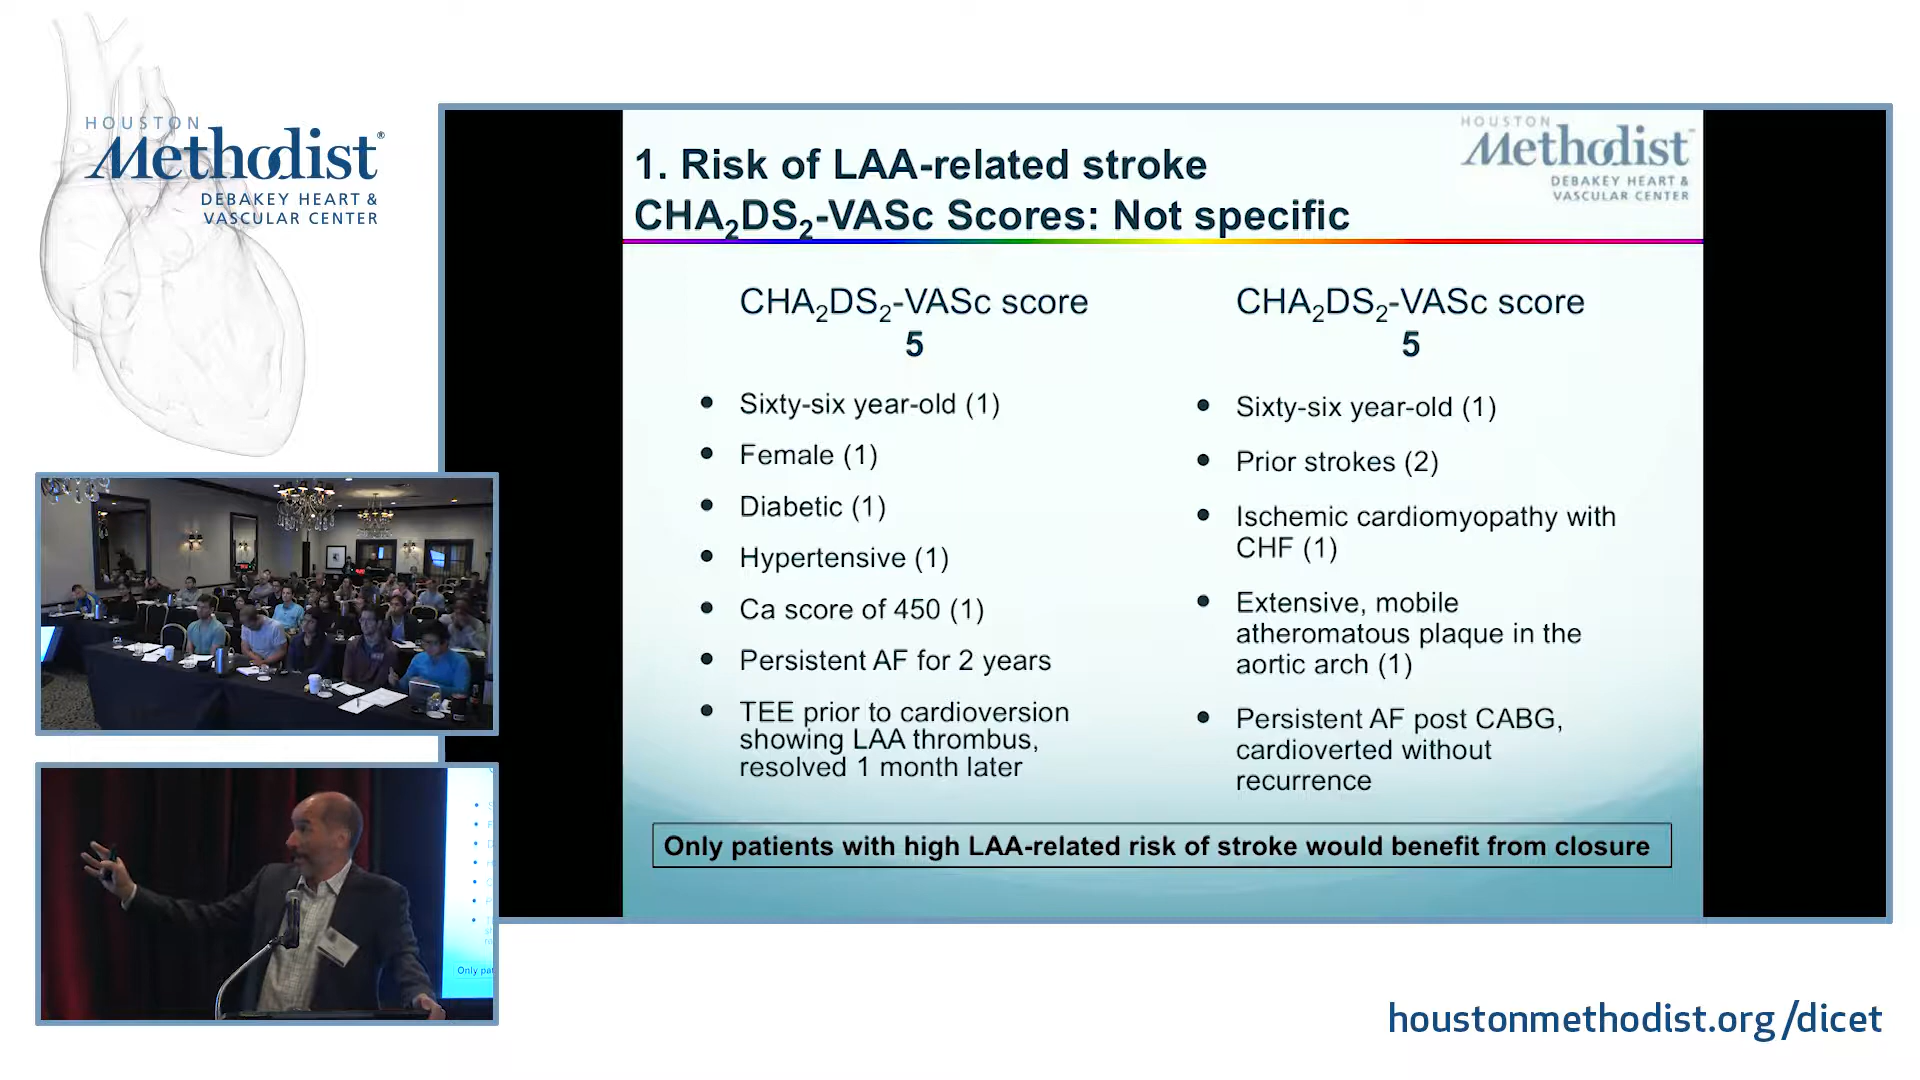 HOUSTON
Methodist®
DEBAKEY HEART &
VASCULAR CENTER
HOUSTON
Methodist
DEBAKEY HEART &
VASCULAR CENTER
1. Risk of LAA-related stroke
CHA₂DS₂-VASc Scores: Not specific
CHA₂DS₂-VASc score
5
• Sixty-six year-old (1)
• Female (1)
• Diabetic (1)
• Hypertensive (1)
• Ca score of 450 (1)
• Persistent AF for 2 years
• TEE prior to cardioversion
showing LAA thrombus,
resolved 1 month later
CHA₂DS₂-VASc score
5
• Sixty-six year-old (1)
• Prior strokes (2)
• Ischemic cardiomyopathy with
CHF (1)
• Extensive, mobile
atheromatous plaque in the
aortic arch (1)
• Persistent AF post CABG,
cardioverted without
recurrence
Only patients with high LAA-related risk of stroke would benefit from closure
Only pat
houstonmethodist.org/dicet